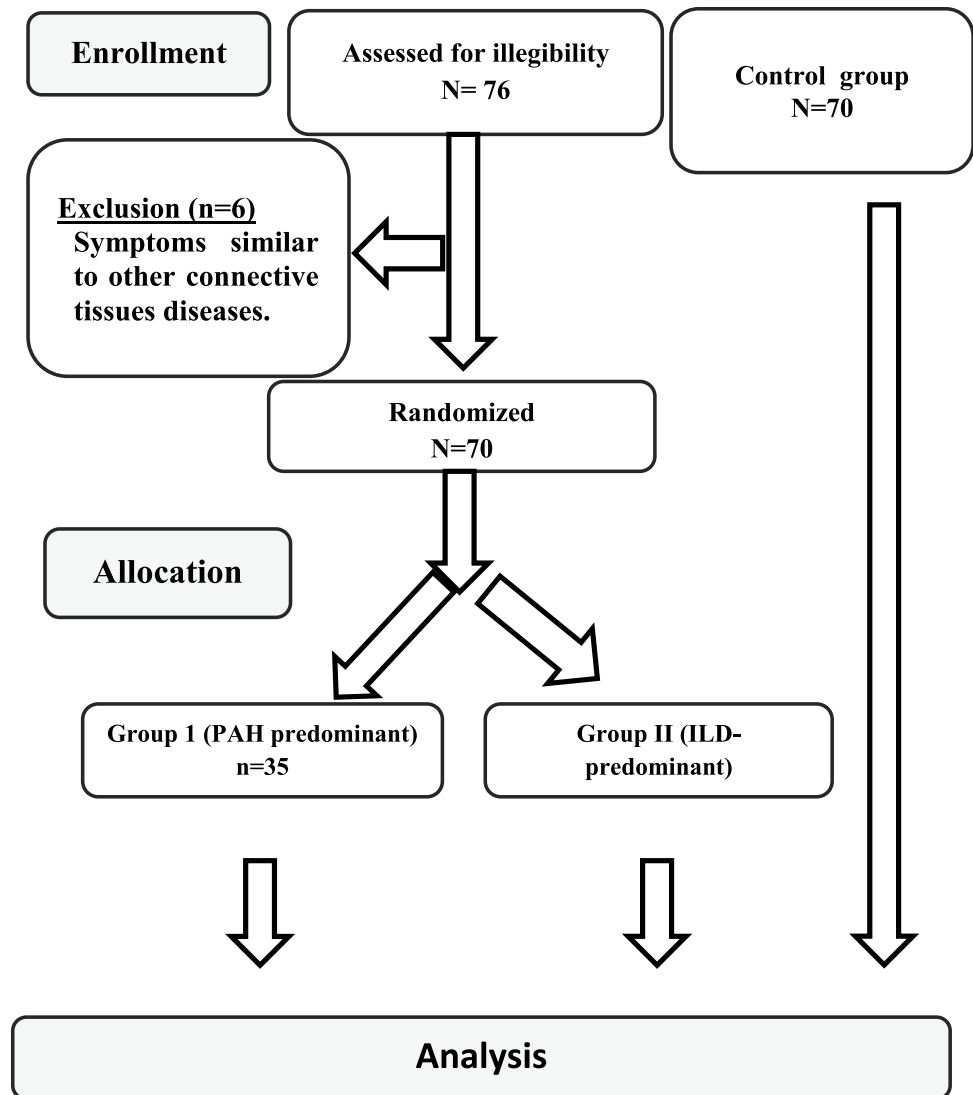 Enrollment
Assessed for illegibility
N= 76
Control group
N=70
Exclusion (n=6)
Symptoms similar
to other connective
tissues diseases.
Randomized
N=70
Allocation
Group 1 (PAH predominant)
n=35
Group II (ILD-
predominant)
Analysis